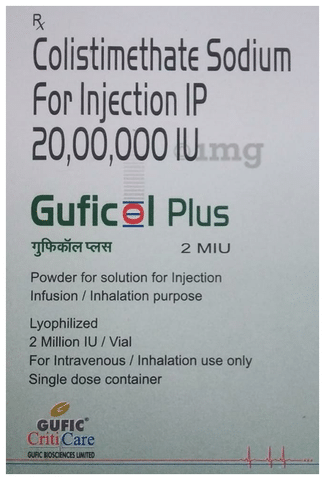 Rx
Colistimethate Sodium
For Injection IP
20,00,000 IU
Guficol Plus
गुफिकॉल प्लस 2 MIU
Powder for solution for Injection
Infusion / Inhalation purpose
Lyophilized
2 Million IU / Vial
For Intravenous / Inhalation use only
Single dose container
GUFIC®
CritiCare
GUFIC BIOSCIENCES LIMITED